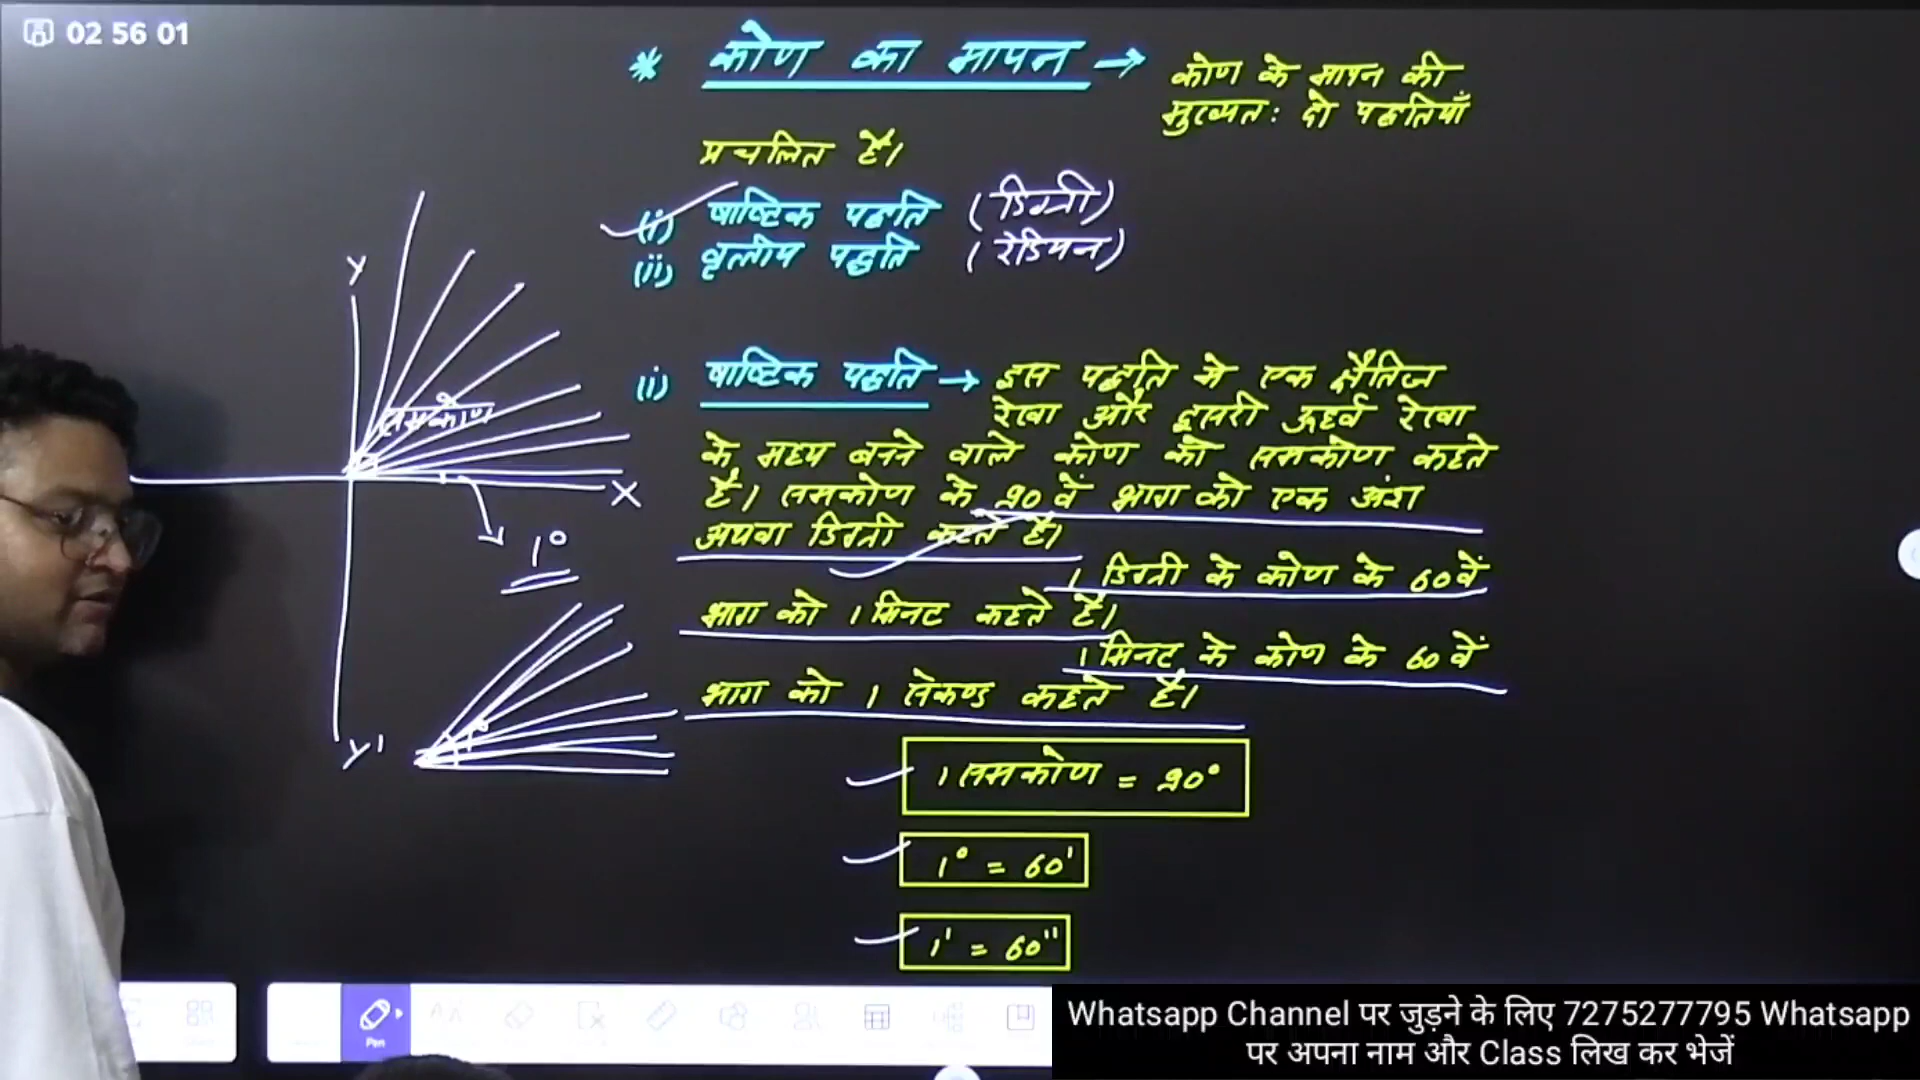 02 56 01
* कोण का मापन → कोण के मापन की
मुख्यतः दो पद्धतियाँ
प्रचलित है।
(i) षाष्टिक पद्धति (डिग्री)
(ii) वृत्तीय पद्धति (रेडियन)
(i) षाष्टिक पद्धति → इस पद्धति मे एक क्षैतिज
रेखा और दूसरी ऊर्ध्व रेखा
के मध्य बनने वाले कोण को समकोण कहते
है। समकोण के 90 वें भाग को एक अंश
अथवा डिग्री कहते है।
1 डिग्री के कोण के 60 वें
भाग को 1 मिनट कहते है।
1 मिनट के कोण के 60 वें
भाग को 1 सेकण्ड कहते है।
1 समकोण = 90°
1° = 60'
1' = 60"
Y
समकोण
X
1°
Y'
Pen
Whatsapp Channel पर जुड़ने के लिए 7275277795 Whatsapp
पर अपना नाम और Class लिख कर भेजें